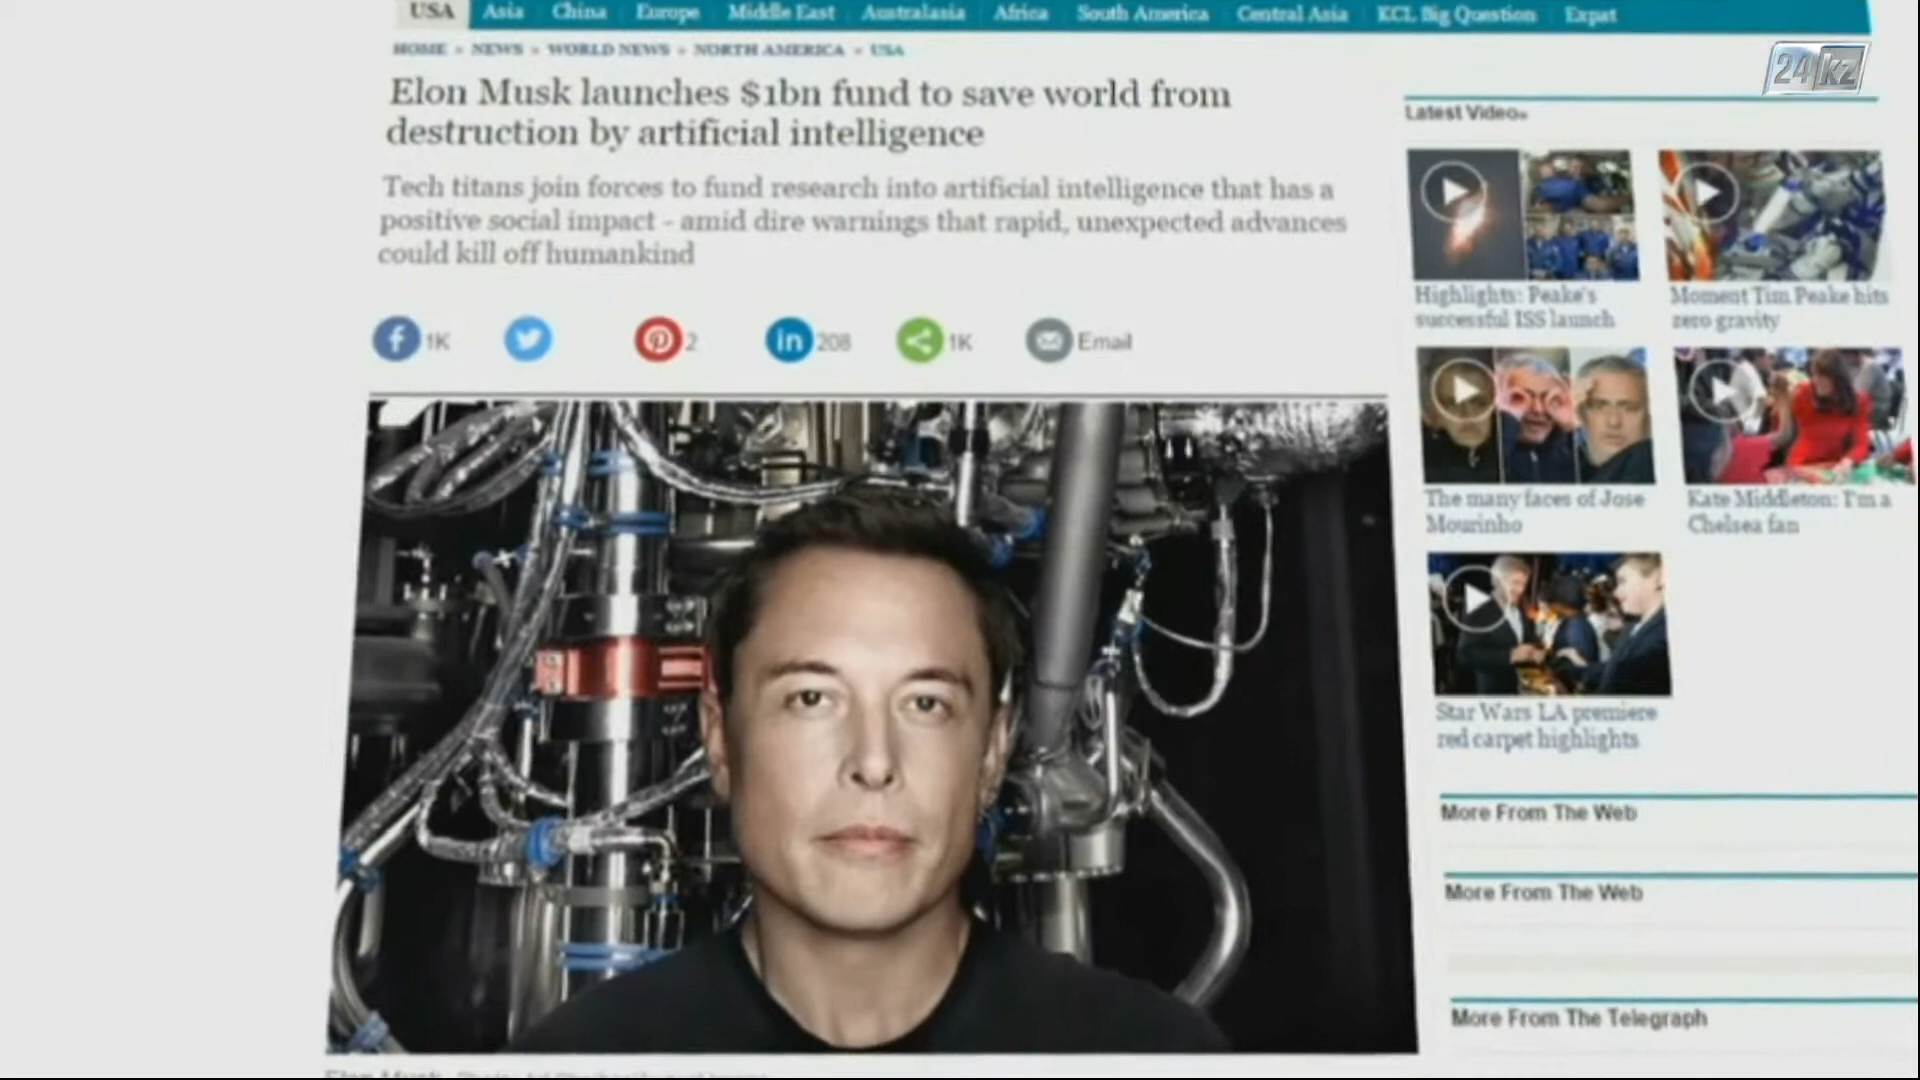 USA Asia China Europe Middle East Australasia Africa South America Central Asia KCL Big Question Expat
HOME » NEWS » WORLD NEWS » NORTH AMERICA » USA
24 kz
Elon Musk launches $1bn fund to save world from
destruction by artificial intelligence
Tech titans join forces to fund research into artificial intelligence that has a
positive social impact - amid dire warnings that rapid, unexpected advances
could kill off humankind
1K 2 in 208 1K Email
Latest Video»
Highlights: Peake's
successful ISS launch
Moment Tim Peake hits
zero gravity
The many faces of Jose
Mourinho
Kate Middleton: I'm a
Chelsea fan
Star Wars LA premiere
red carpet highlights
More From The Web
More From The Web
More From The Telegraph
Elon Musk